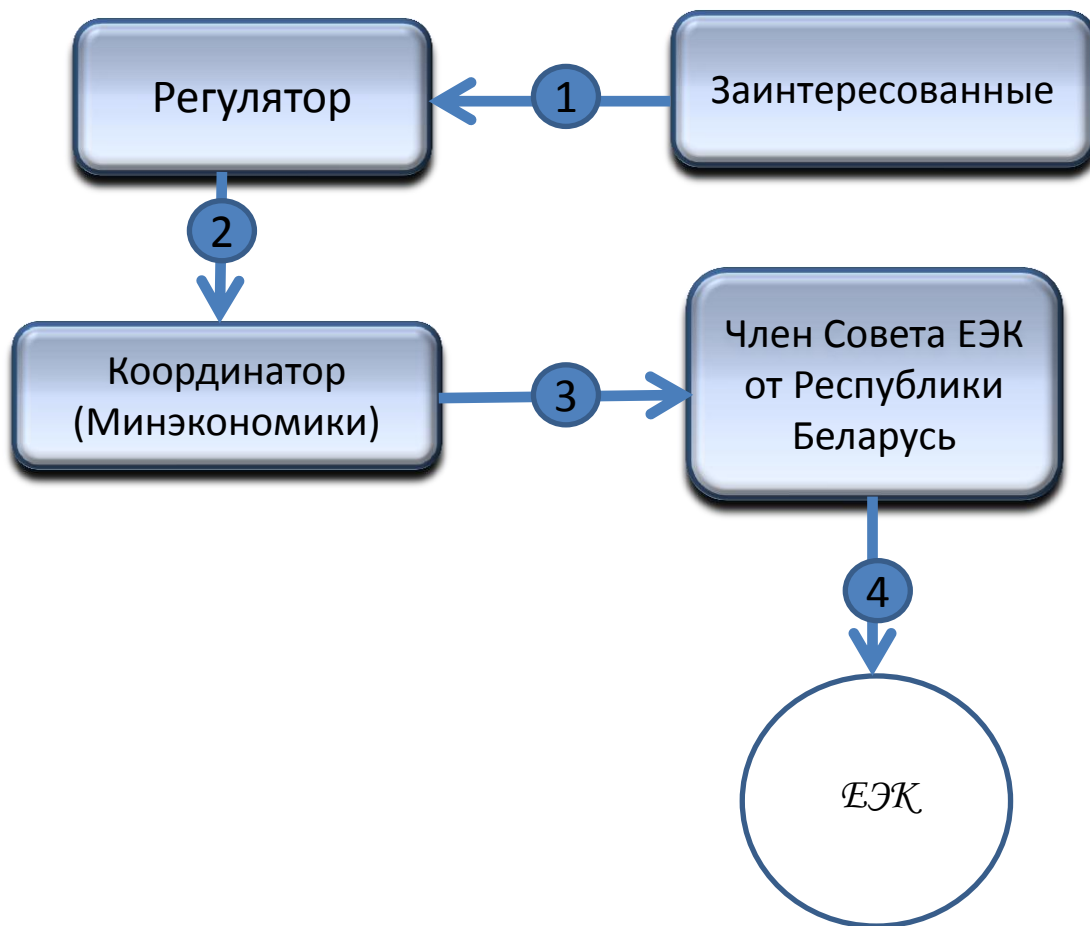 Регулятор
1
Заинтересованные
2
Координатор
(Минэкономики)
3
Член Совета ЕЭК
от Республики
Беларусь
4
ЕЭК